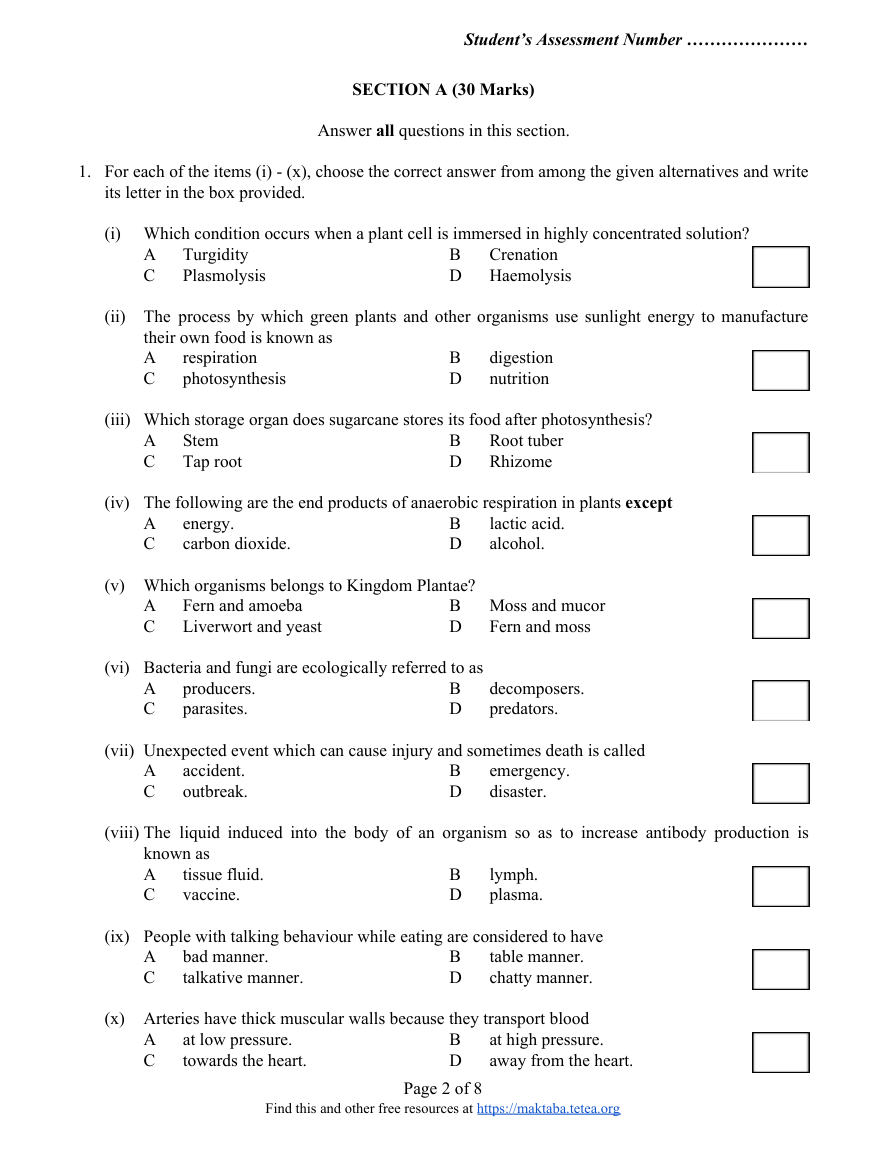 Student's Assessment Number …………………
SECTION A (30 Marks)
Answer all questions in this section.
1. For each of the items (i) - (x), choose the correct answer from among the given alternatives and write
its letter in the box provided.
(i) Which condition occurs when a plant cell is immersed in highly concentrated solution?
A Turgidity B Crenation
C Plasmolysis D Haemolysis
(ii) The process by which green plants and other organisms use sunlight energy to manufacture
their own food is known as
A respiration B digestion
C photosynthesis D nutrition
(iii) Which storage organ does sugarcane stores its food after photosynthesis?
A Stem B Root tuber
C Tap root D Rhizome
(iv) The following are the end products of anaerobic respiration in plants except
A energy. B lactic acid.
C carbon dioxide. D alcohol.
(v) Which organisms belongs to Kingdom Plantae?
A Fern and amoeba B Moss and mucor
C Liverwort and yeast D Fern and moss
(vi) Bacteria and fungi are ecologically referred to as
A producers. B decomposers.
C parasites. D predators.
(vii) Unexpected event which can cause injury and sometimes death is called
A accident. B emergency.
C outbreak. D disaster.
(viii) The liquid induced into the body of an organism so as to increase antibody production is
known as
A tissue fluid. B lymph.
C vaccine. D plasma.
(ix) People with talking behaviour while eating are considered to have
A bad manner. B table manner.
C talkative manner. D chatty manner.
(x) Arteries have thick muscular walls because they transport blood
A at low pressure. B at high pressure.
C towards the heart. D away from the heart.
Page 2 of 8
Find this and other free resources at https://maktaba.tetea.org